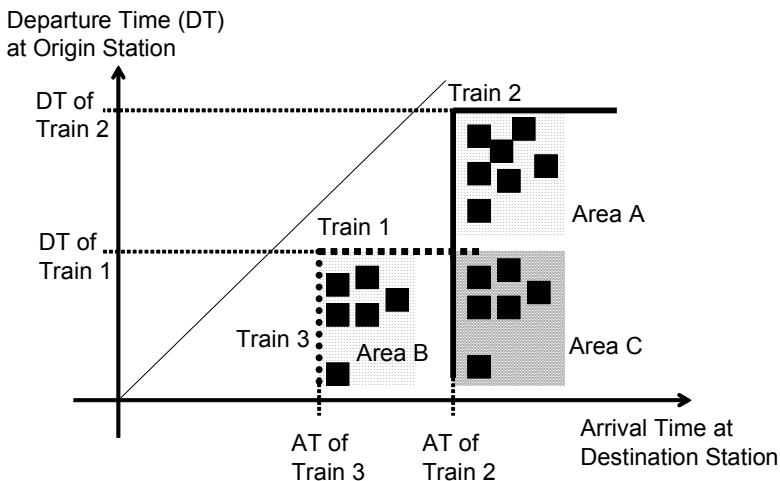 Departure Time (DT)
at Origin Station
DT of
Train 2
Train 2
Area A
DT of
Train 1
Train 1
Train 3
Area B
Area C
AT of
Train 3
AT of
Train 2
Arrival Time at
Destination Station